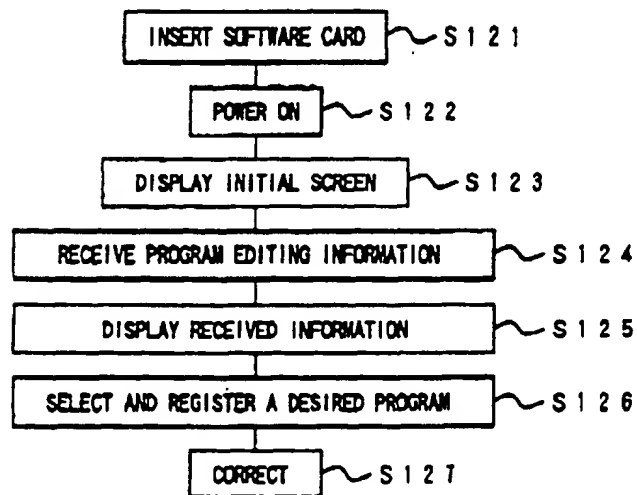 INSERT SOFTWARE CARD S121
POWER ON S122
DISPLAY INITIAL SCREEN S123
RECEIVE PROGRAM EDITING INFORMATION S124
DISPLAY RECEIVED INFORMATION S125
SELECT AND REGISTER A DESIRED PROGRAM S126
CORRECT S127